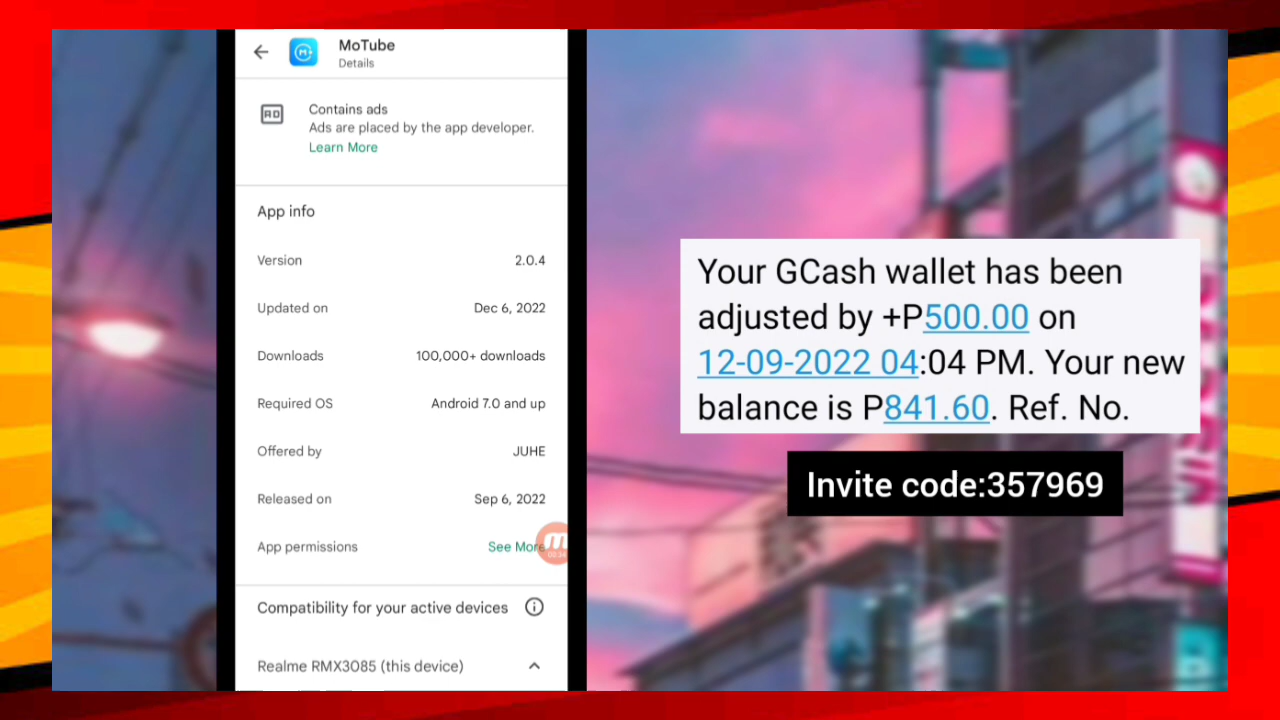 MoTube
Details
AD
Contains ads
Ads are placed by the app developer.
Learn More
App info
Version 2.0.4
Updated on Dec 6, 2022
Downloads 100,000+ downloads
Required OS Android 7.0 and up
Offered by JUHE
Released on Sep 6, 2022
App permissions See More
Compatibility for your active devices
Realme RMX3085 (this device)
Your GCash wallet has been
adjusted by +P500.00 on
12-09-2022 04:04 PM. Your new
balance is P841.60. Ref. No.
Invite code:357969